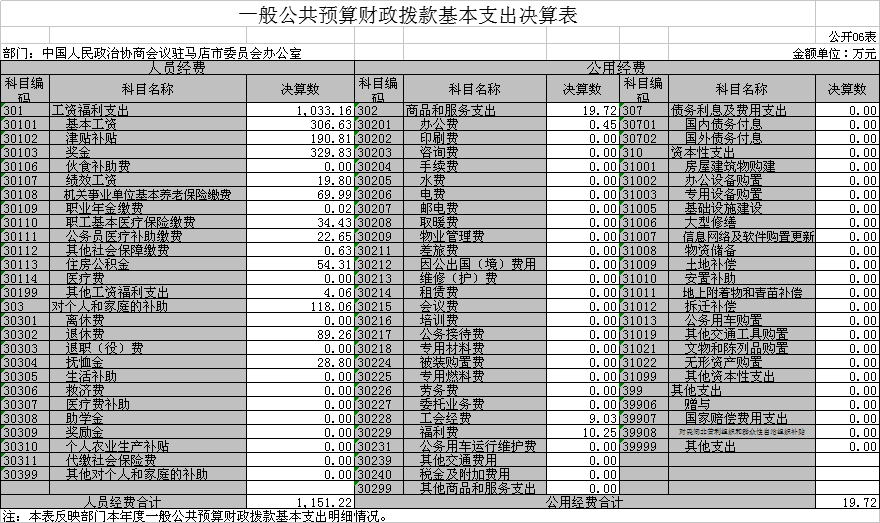 一般公共预算财政拨款基本支出决算表
公开06表
部门：中国人民政治协商会议驻马店市委员会办公室 金额单位：万元
人员经费 公用经费
科目编码 科目名称 决算数 科目编码 科目名称 决算数 科目编码 科目名称 决算数
301 工资福利支出 1,033.16 302 商品和服务支出 19.72 307 债务利息及费用支出 0.00
30101 基本工资 306.63 30201 办公费 0.45 30701 国内债务付息 0.00
30102 津贴补贴 190.81 30202 印刷费 0.00 30702 国外债务付息 0.00
30103 奖金 329.83 30203 咨询费 0.00 310 资本性支出 0.00
30106 伙食补助费 0.00 30204 手续费 0.00 31001 房屋建筑物购建 0.00
30107 绩效工资 19.80 30205 水费 0.00 31002 办公设备购置 0.00
30108 机关事业单位基本养老保险缴费 69.99 30206 电费 0.00 31003 专用设备购置 0.00
30109 职业年金缴费 0.02 30207 邮电费 0.00 31005 基础设施建设 0.00
30110 职工基本医疗保险缴费 34.43 30208 取暖费 0.00 31006 大型修缮 0.00
30111 公务员医疗补助缴费 22.65 30209 物业管理费 0.00 31007 信息网络及软件购置更新 0.00
30112 其他社会保障缴费 0.63 30211 差旅费 0.00 31008 物资储备 0.00
30113 住房公积金 54.31 30212 因公出国（境）费用 0.00 31009 土地补偿 0.00
30114 医疗费 0.00 30213 维修（护）费 0.00 31010 安置补助 0.00
30199 其他工资福利支出 4.06 30214 租赁费 0.00 31011 地上附着物和青苗补偿 0.00
303 对个人和家庭的补助 118.06 30215 会议费 0.00 31012 拆迁补偿 0.00
30301 离休费 0.00 30216 培训费 0.00 31013 公务用车购置 0.00
30302 退休费 89.26 30217 公务接待费 0.00 31019 其他交通工具购置 0.00
30303 退职（役）费 0.00 30218 专用材料费 0.00 31021 文物和陈列品购置 0.00
30304 抚恤金 28.80 30224 被装购置费 0.00 31022 无形资产购置 0.00
30305 生活补助 0.00 30225 专用燃料费 0.00 31099 其他资本性支出 0.00
30306 救济费 0.00 30226 劳务费 0.00 399 其他支出 0.00
30307 医疗费补助 0.00 30227 委托业务费 0.00 39906 赠与 0.00
30308 助学金 0.00 30228 工会经费 9.03 39907 国家赔偿费用支出 0.00
30309 奖励金 0.00 30229 福利费 10.25 39908 对民间非营利组织和群众性自治组织补贴 0.00
30310 个人农业生产补贴 0.00 30231 公务用车运行维护费 0.00 39999 其他支出 0.00
30311 代缴社会保险费 0.00 30239 其他交通费用 0.00
30399 其他对个人和家庭的补助 0.00 30240 税金及附加费用 0.00
30299 其他商品和服务支出 0.00
人员经费合计 1,151.22 公用经费合计 19.72
注：本表反映部门本年度一般公共预算财政拨款基本支出明细情况。